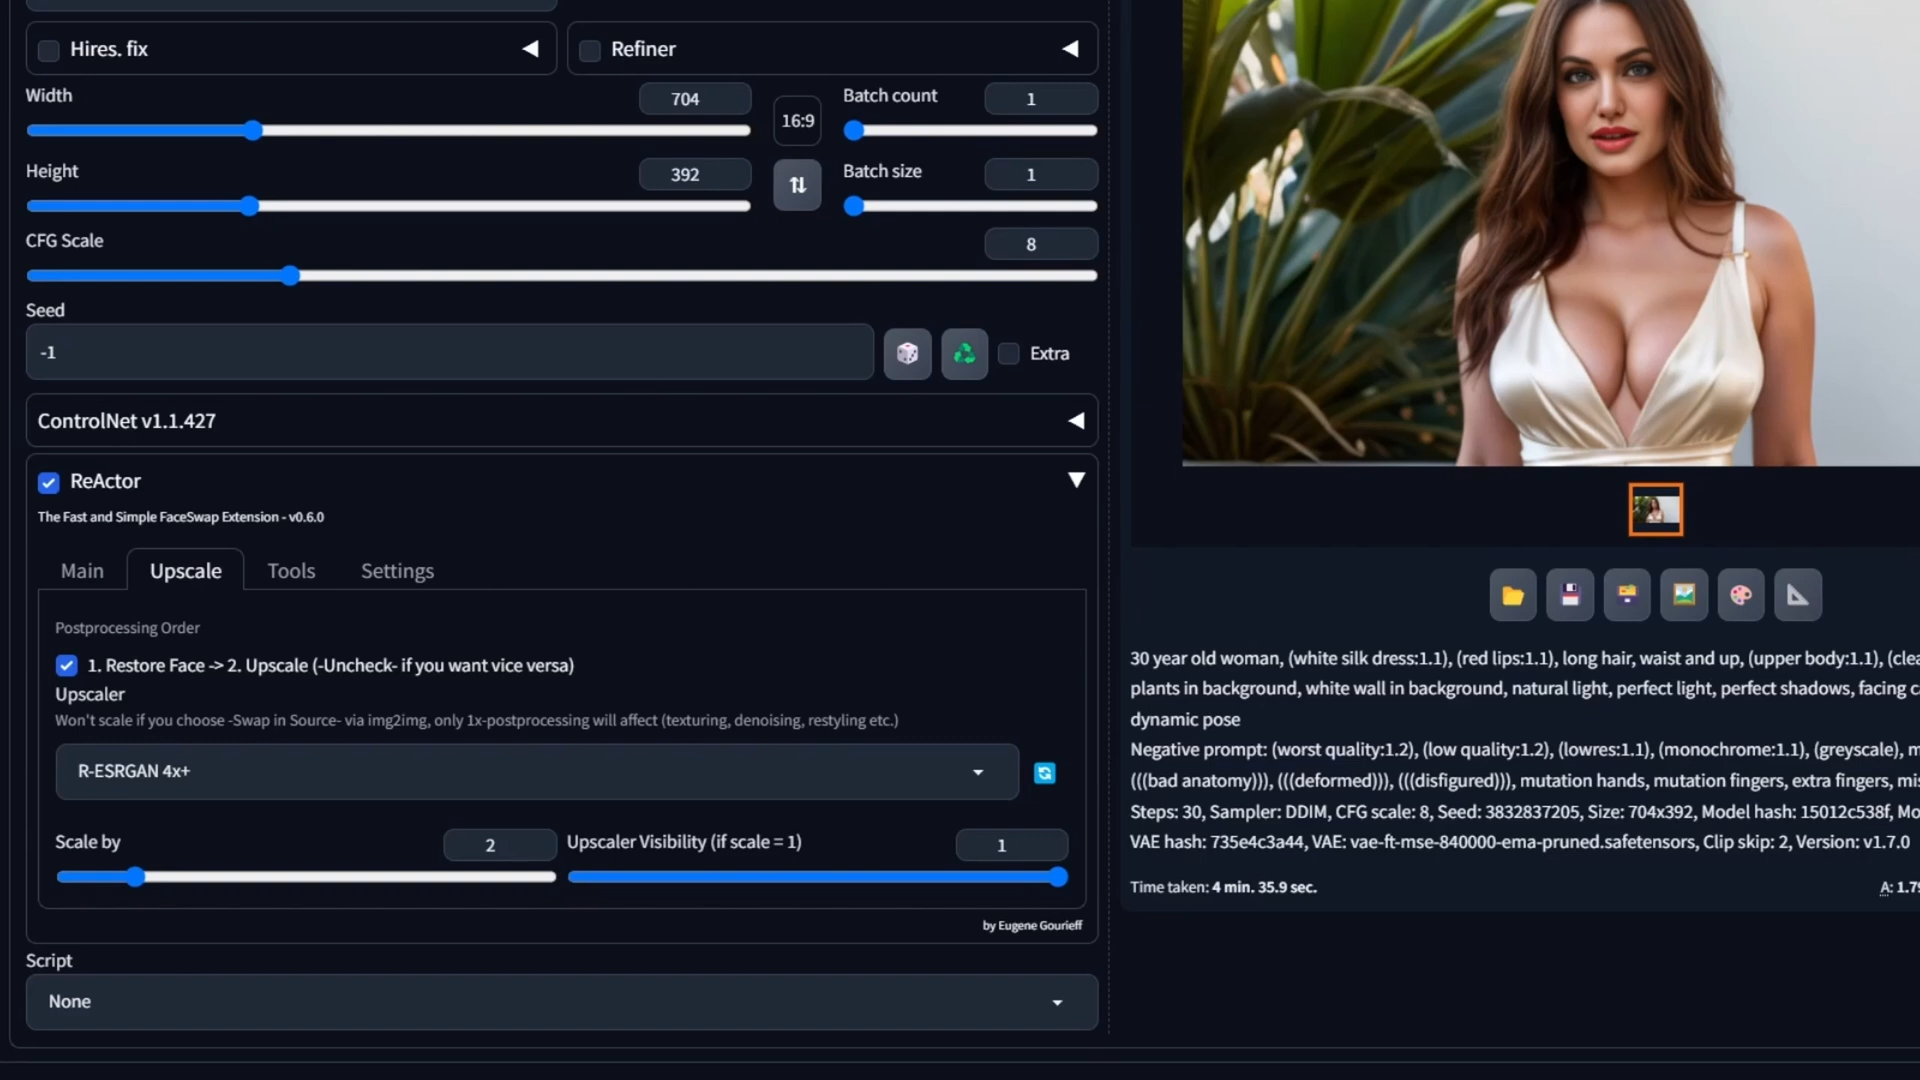 Hires. fix
Refiner
Width
704
16:9
Batch count
1
Height
392
Batch size
1
CFG Scale
8
Seed
-1
Extra
ControlNet v1.1.427
ReActor
The Fast and Simple FaceSwap Extension - v0.6.0
Main
Upscale
Tools
Settings
Postprocessing Order
1. Restore Face -> 2. Upscale (-Uncheck- if you want vice versa)
Upscaler
Won't scale if you choose -Swap in Source- via img2img, only 1x-postprocessing will affect (texturing, denoising, restyling etc.)
R-ESRGAN 4x+
Scale by
2
Upscaler Visibility (if scale = 1)
1
by Eugene Gourieff
Script
None
30 year old woman, (white silk dress:1.1), (red lips:1.1), long hair, waist and up, (upper body:1.1),
plants in background, white wall in background, natural light, perfect light, perfect shadows, facing
dynamic pose
Negative prompt: (worst quality:1.2), (low quality:1.2), (lowres:1.1), (monochrome:1.1), (greyscale),
(((bad anatomy))), (((deformed))), (((disfigured))), mutation hands, mutation fingers, extra fingers,
Steps: 30, Sampler: DDIM, CFG scale: 8, Seed: 3832837205, Size: 704x392, Model hash: 15012c538f,
VAE hash: 735e4c3a44, VAE: vae-ft-mse-840000-ema-pruned.safetensors, Clip skip: 2, Version: v1.7.0
Time taken: 4 min. 35.9 sec.
A: 1.79